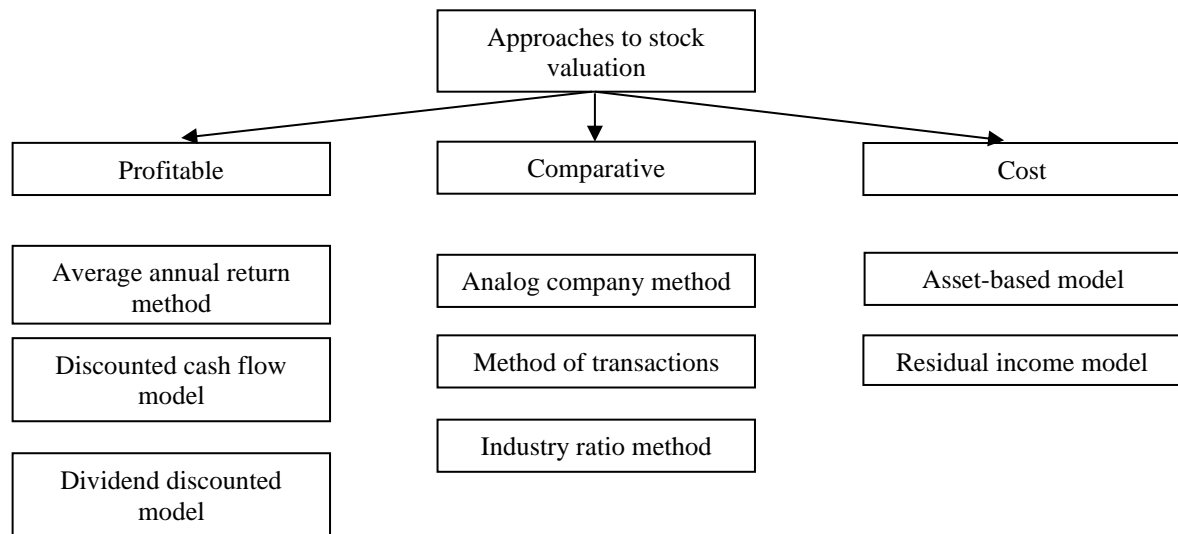 Approaches to stock
valuation
Profitable
Comparative
Cost
Average annual return
method
Analog company method
Asset-based model
Discounted cash flow
model
Method of transactions
Residual income model
Industry ratio method
Dividend discounted
model